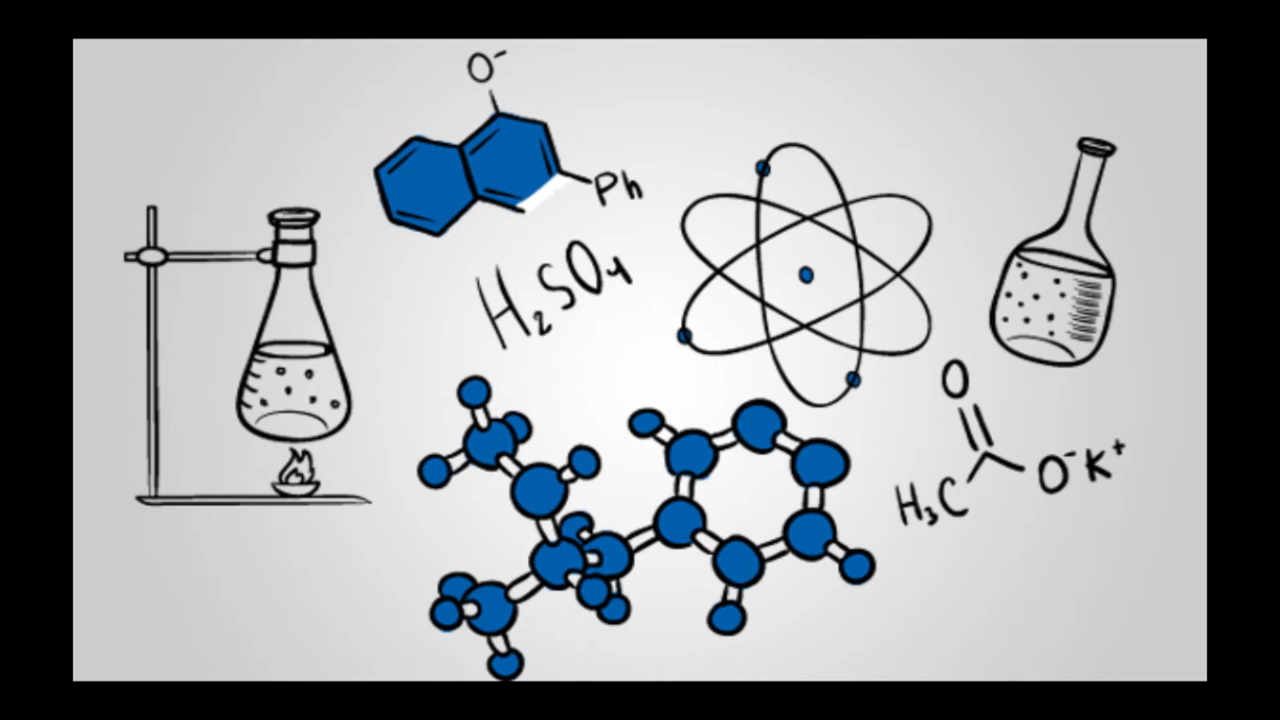 O⁻
Ph
H₂SO₄
O
H₃C
O⁻K⁺